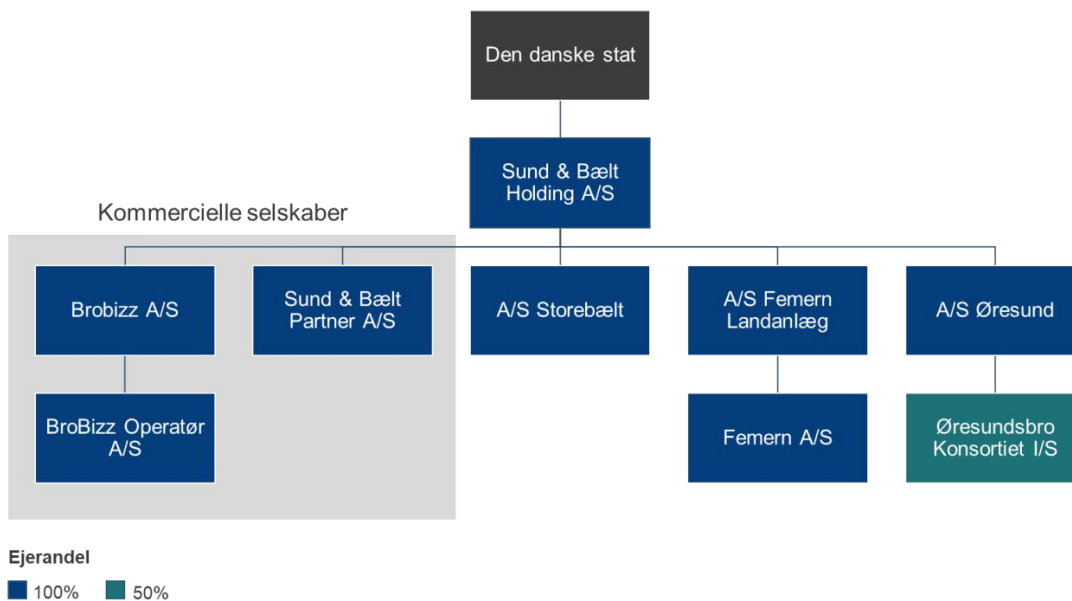 Den danske stat
Sund & Bælt
Holding A/S
Kommercielle selskaber
Brobizz A/S
Sund & Bælt
Partner A/S
A/S Storebælt
A/S Femern
Landanlæg
A/S Øresund
BroBizz Operatør
A/S
Femern A/S
Øresundsbro
Konsortiet I/S
Ejerandel
100%
50%